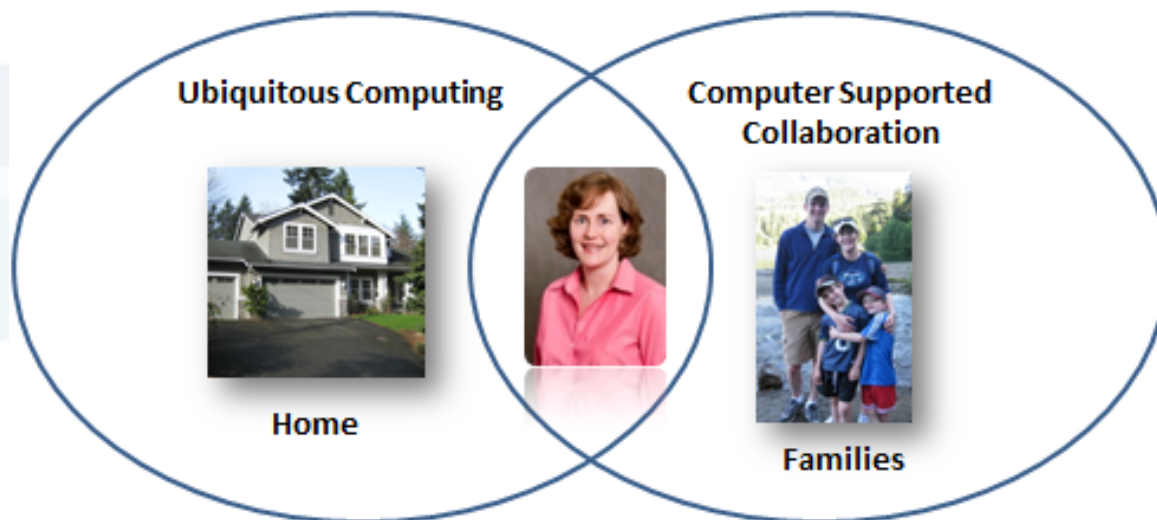 Ubiquitous Computing
Home
Computer Supported
Collaboration
Families